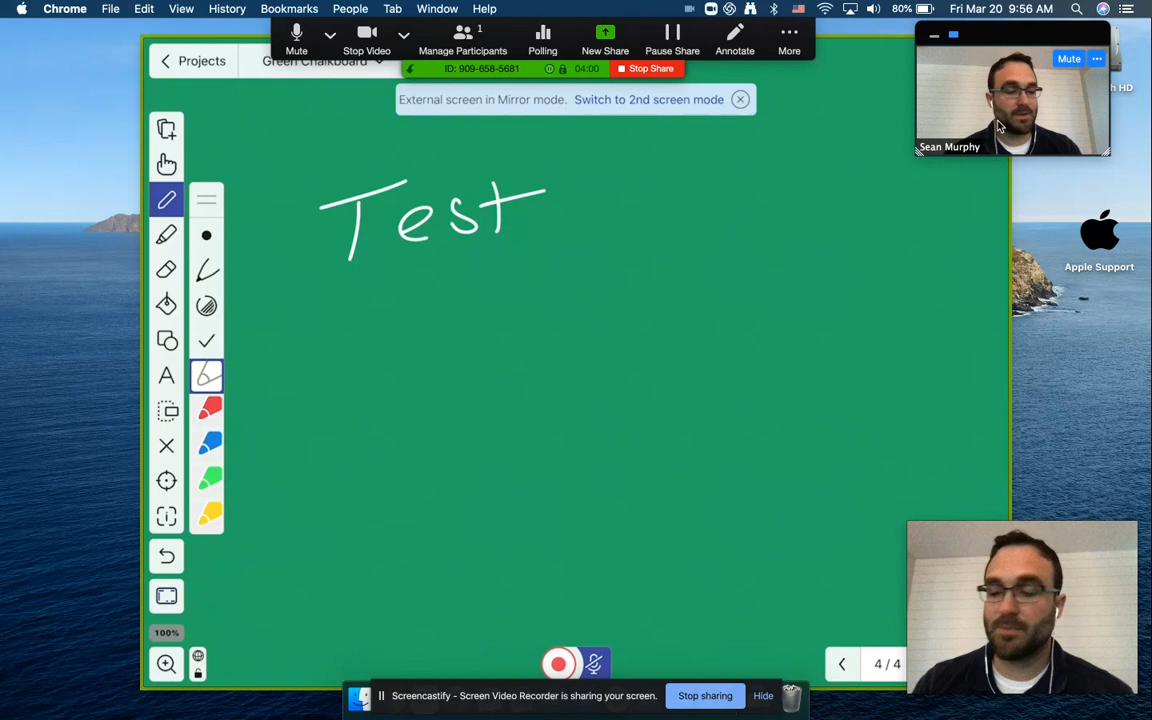 Chrome File Edit View History Bookmarks People Tab Window Help 80% Fri Mar 20 9:56 AM
Mute Stop Video Manage Participants 1 Polling New Share Pause Share Annotate More
ID: 909-658-5681 04:00 Stop Share
Projects Green Chalkboard
External screen in Mirror mode. Switch to 2nd screen mode
Mute
Sean Murphy
h HD
Test
Apple Support
A
100%
4/4
Screencastify - Screen Video Recorder is sharing your screen. Stop sharing Hide